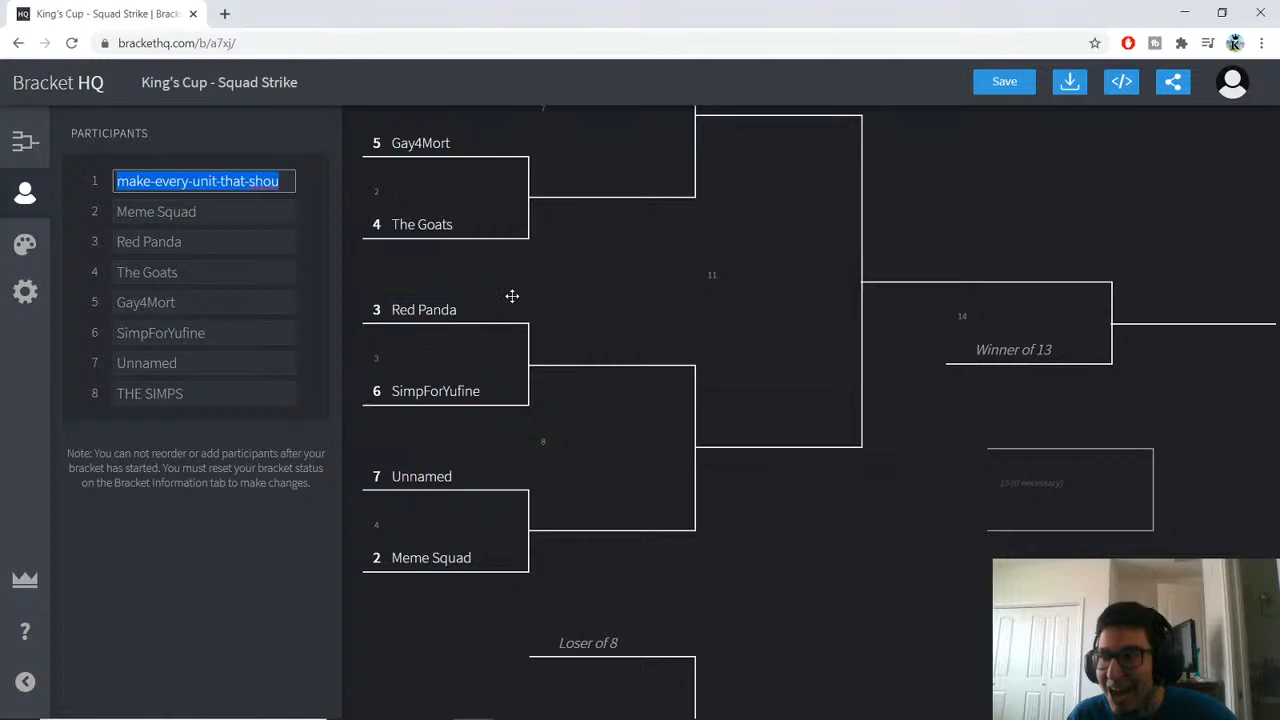 King's Cup - Squad Strike | Brack
brackethq.com/b/a7xj/
Bracket HQ
King's Cup - Squad Strike
Save
PARTICIPANTS
1 make-every-unit-that-shou
2 Meme Squad
3 Red Panda
4 The Goats
5 Gay4Mort
6 SimpForYufine
7 Unnamed
8 THE SIMPS
Note: You can not reorder or add participants after your
bracket has started. You must reset your bracket status
on the Bracket Information tab to make changes.
7
5 Gay4Mort
2
4 The Goats
11
3 Red Panda
14
Winner of 13
3
6 SimpForYufine
8
7 Unnamed
15 (If necessary)
4
2 Meme Squad
Loser of 8